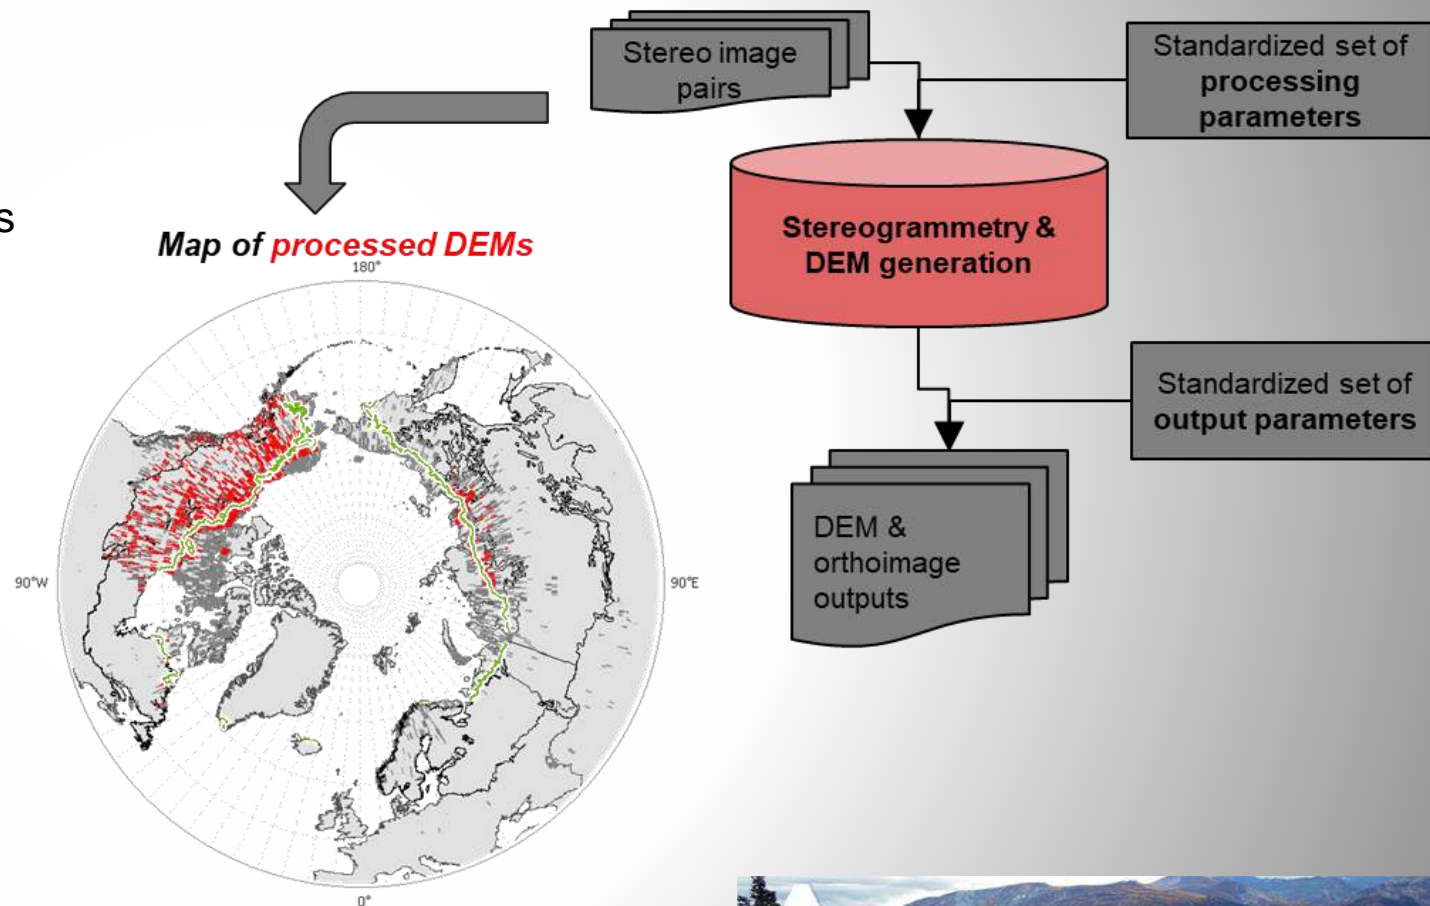 Stereo image
pairs
Standardized set of
processing
parameters
s
Map of processed DEMs
Stereogrammetry &
DEM generation
180°
90°W
90°E
0°
Standardized set of
output parameters
DEM &
orthoimage
outputs